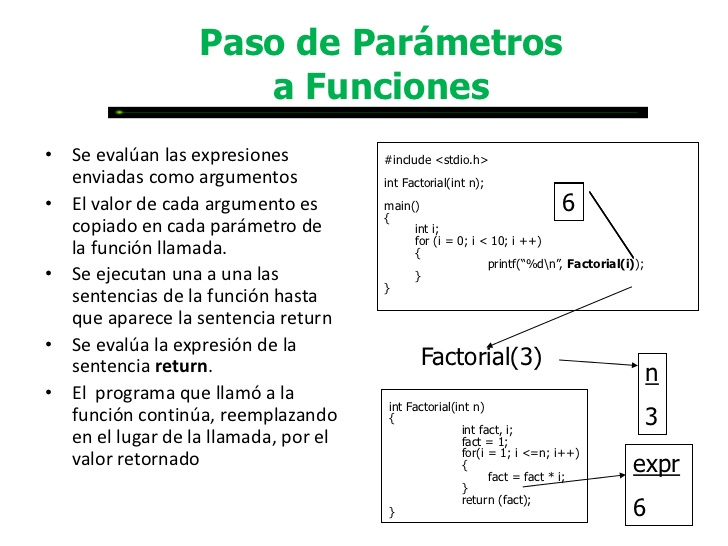 Paso de Parámetros
a Funciones
• Se evalúan las expresiones
enviadas como argumentos
• El valor de cada argumento es
copiado en cada parámetro de
la función llamada.
• Se ejecutan una a una las
sentencias de la función hasta
que aparece la sentencia return
• Se evalúa la expresión de la
sentencia return.
• El programa que llamó a la
función continúa, reemplazando
en el lugar de la llamada, por el
valor retornado
#include <stdio.h>
int Factorial(int n);
main()
{
int i;
for (i = 0; i < 10; i ++)
{
printf(“%d\n”, Factorial(i));
}
}
6
Factorial(3)
n
3
int Factorial(int n)
{
int fact, i;
fact = 1;
for(i = 1; i <=n; i++)
{
fact = fact * i;
}
return (fact);
}
expr
6